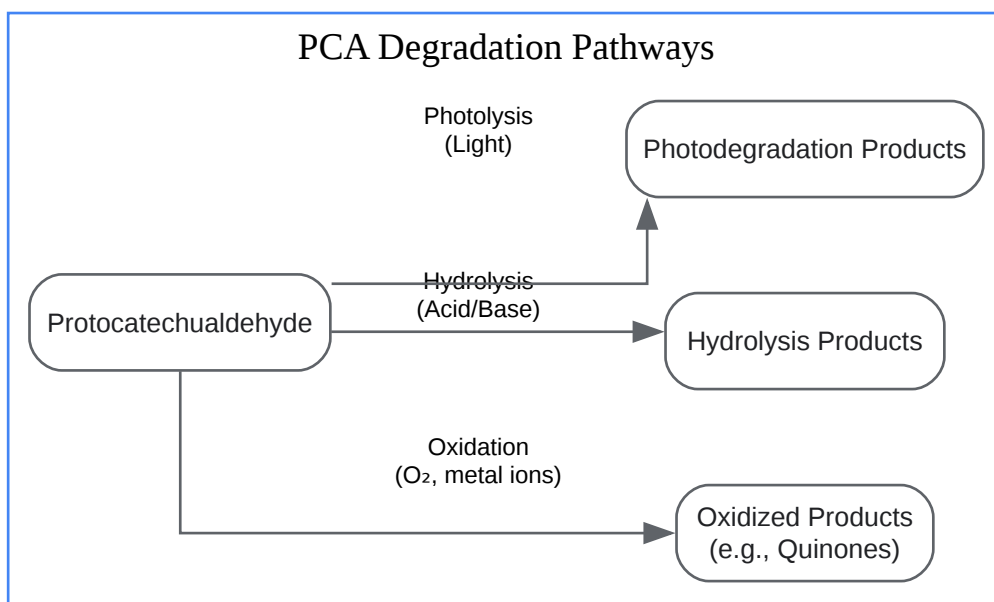 PCA Degradation Pathways
Photolysis
(Light)
Photodegradation Products
Hydrolysis
(Acid/Base)
Protocatechualdehyde
Hydrolysis Products
Oxidation
(O₂, metal ions)
Oxidized Products
(e.g., Quinones)